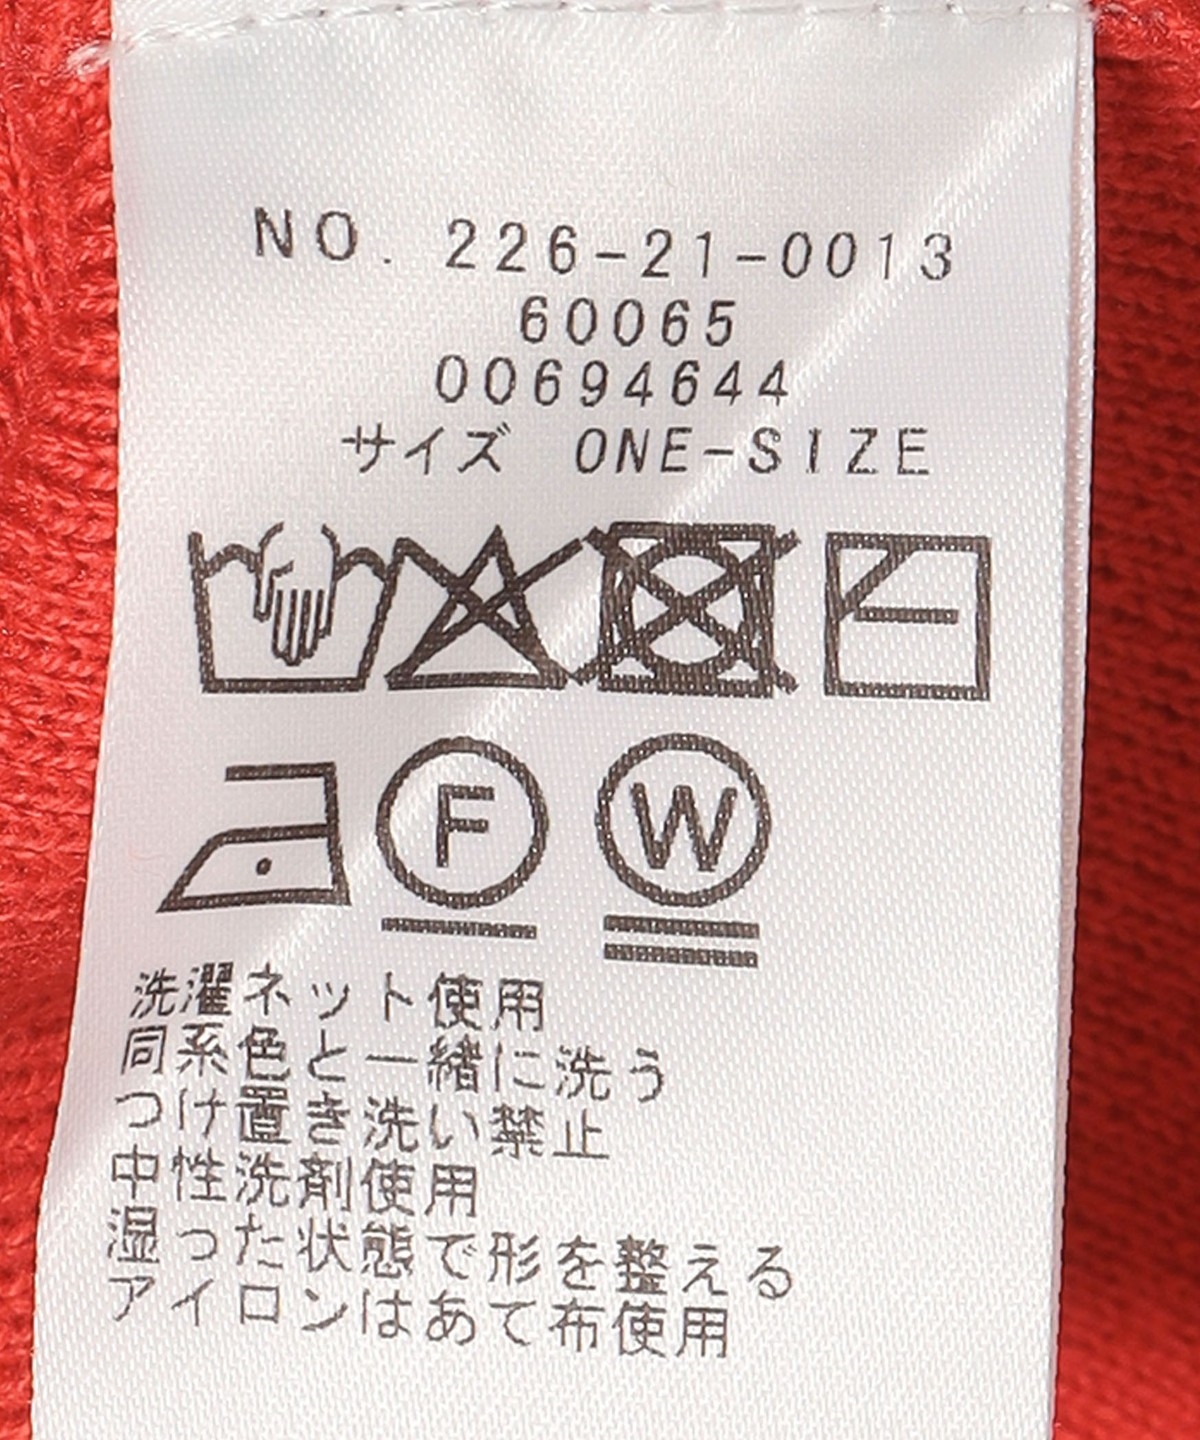 NO. 226-21-0013
60065
00694644
サイズ ONE-SIZE
F W
洗濯ネット使用
同系色と一緒に洗う
つけ置き洗い禁止
中性洗剤使用
湿った状態で形を整える
アイロンはあて布使用